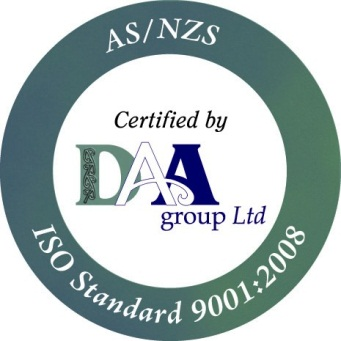 AS/NZS
Certified by
DAA
group Ltd
ISO Standard 9001:2008